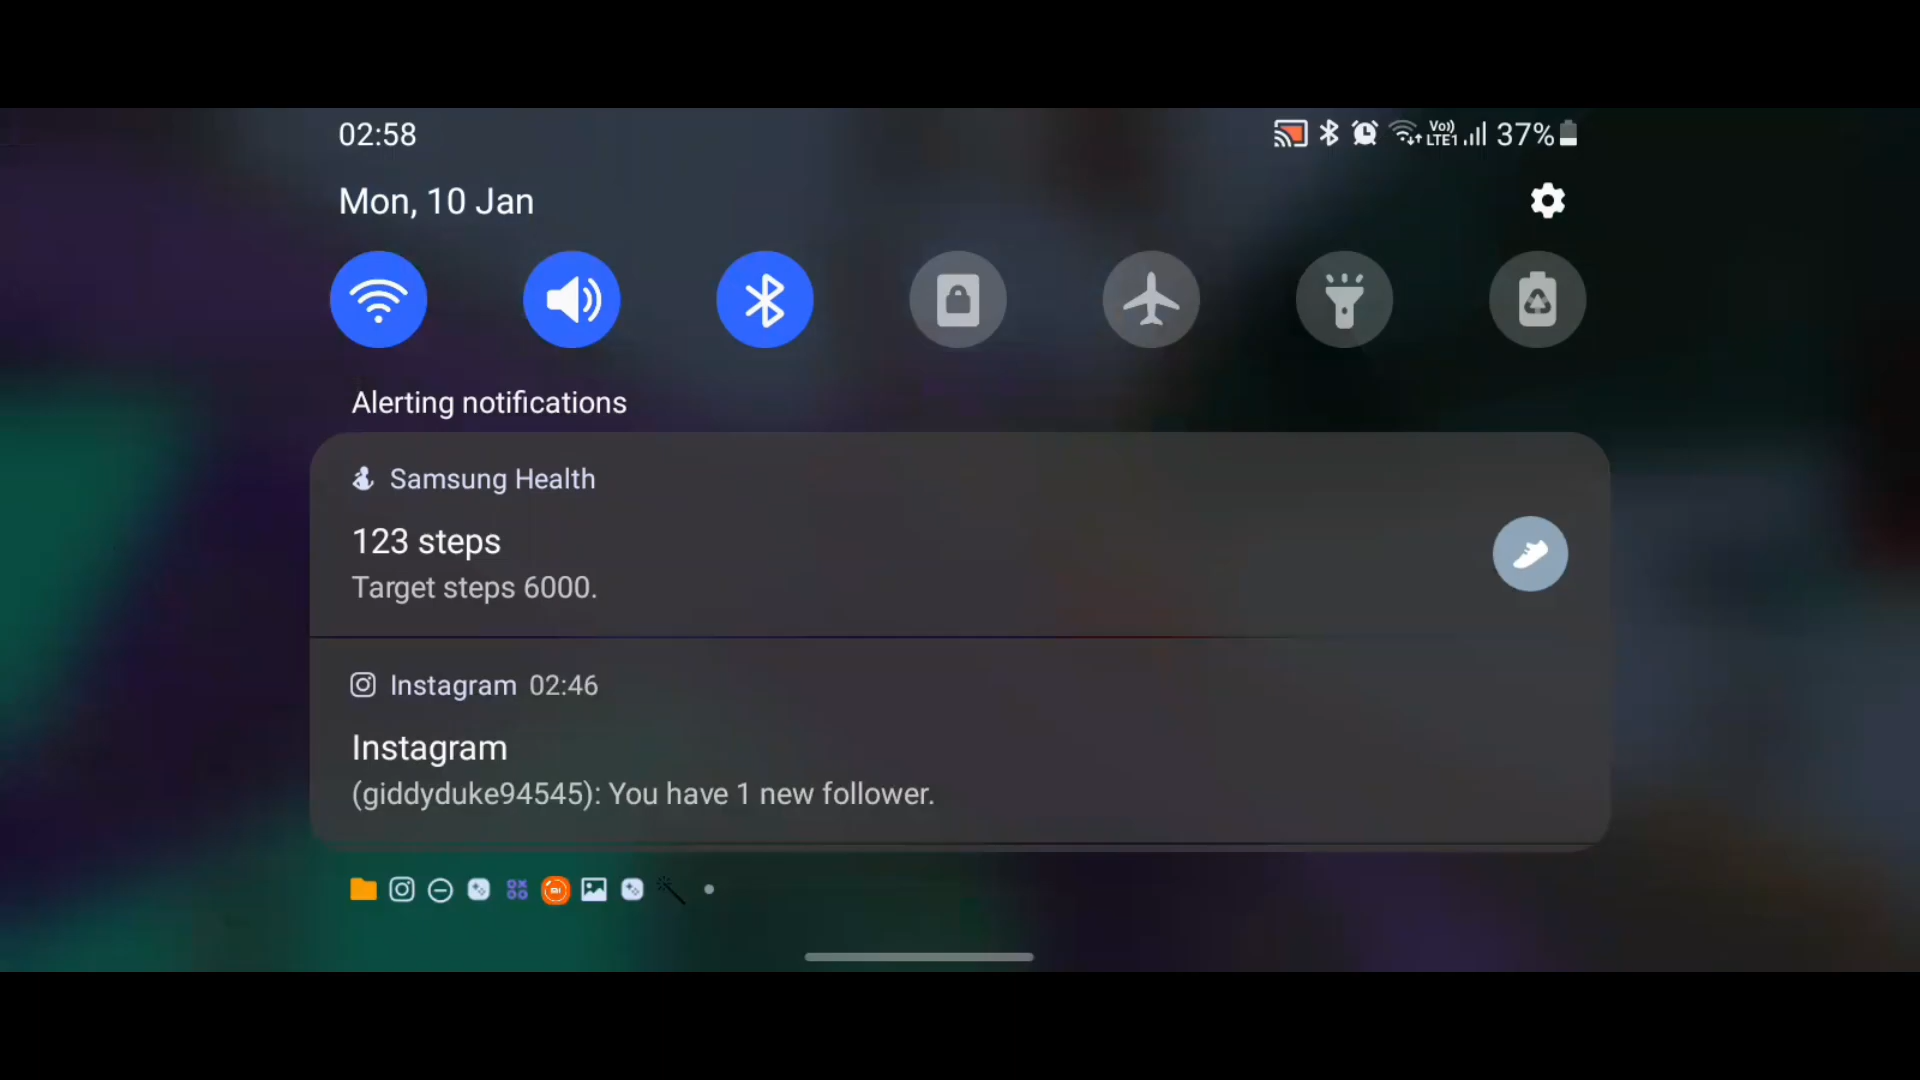 02:58
Vo)) LTE1 37%
Mon, 10 Jan
Alerting notifications
Samsung Health
123 steps
Target steps 6000.
Instagram 02:46
Instagram
(giddyduke94545): You have 1 new follower.